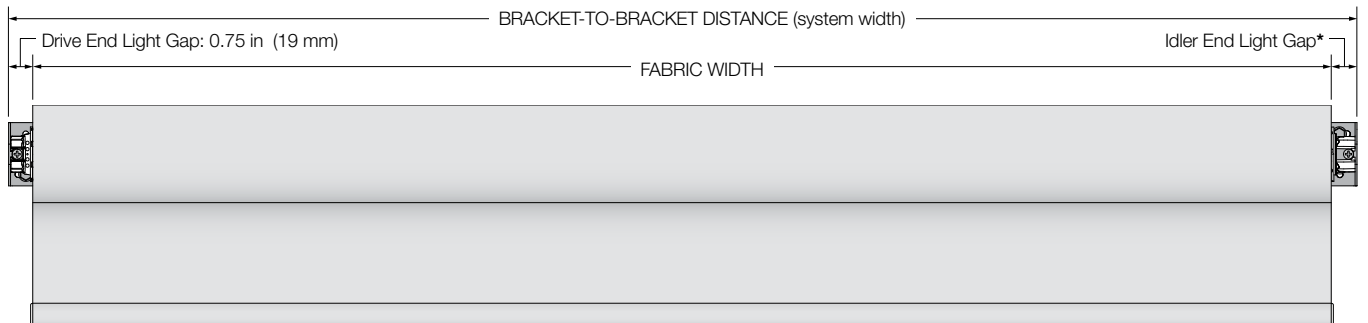 BRACKET-TO-BRACKET DISTANCE (system width)
Drive End Light Gap: 0.75 in (19 mm)
Idler End Light Gap*
FABRIC WIDTH